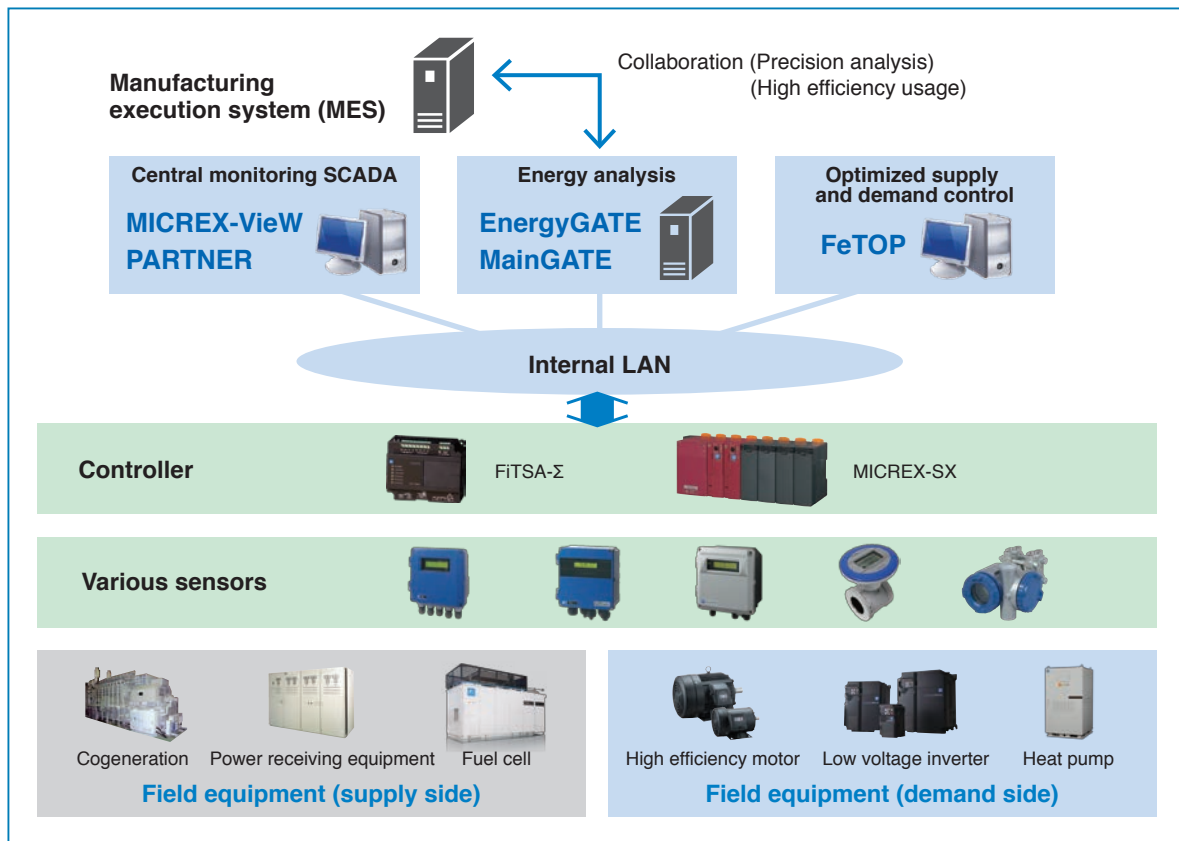 Manufacturing
execution system (MES)
Collaboration (Precision analysis)
(High efficiency usage)
Central monitoring SCADA
MICREX-VieW
PARTNER
Energy analysis
EnergyGATE
MainGATE
Optimized supply
and demand control
FeTOP
Internal LAN
Controller
FiTSA-Σ
MICREX-SX
Various sensors
Cogeneration
Power receiving equipment
Fuel cell
Field equipment (supply side)
High efficiency motor
Low voltage inverter
Heat pump
Field equipment (demand side)